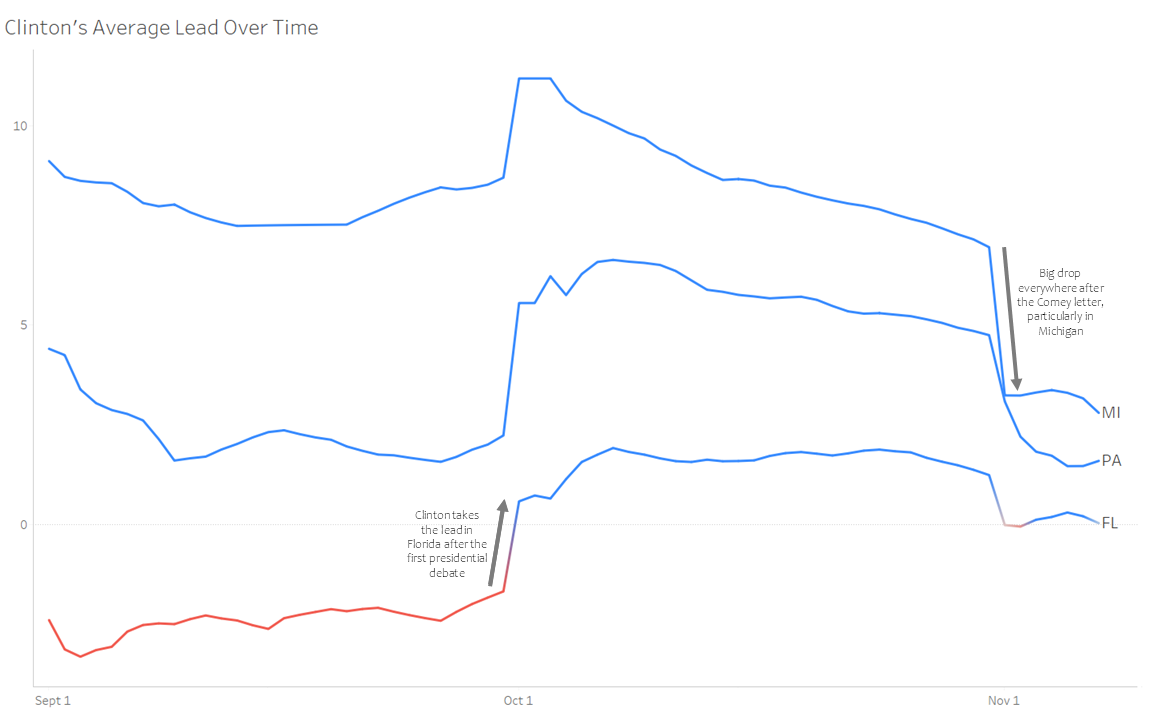 Clinton's Average Lead Over Time
10
5
0
Big drop
everywhere after
the Comey letter,
particularly in
Michigan
MI
PA
FL
Clinton takes
the lead in
Florida after the
first presidential
debate
Sept 1
Oct 1
Nov 1